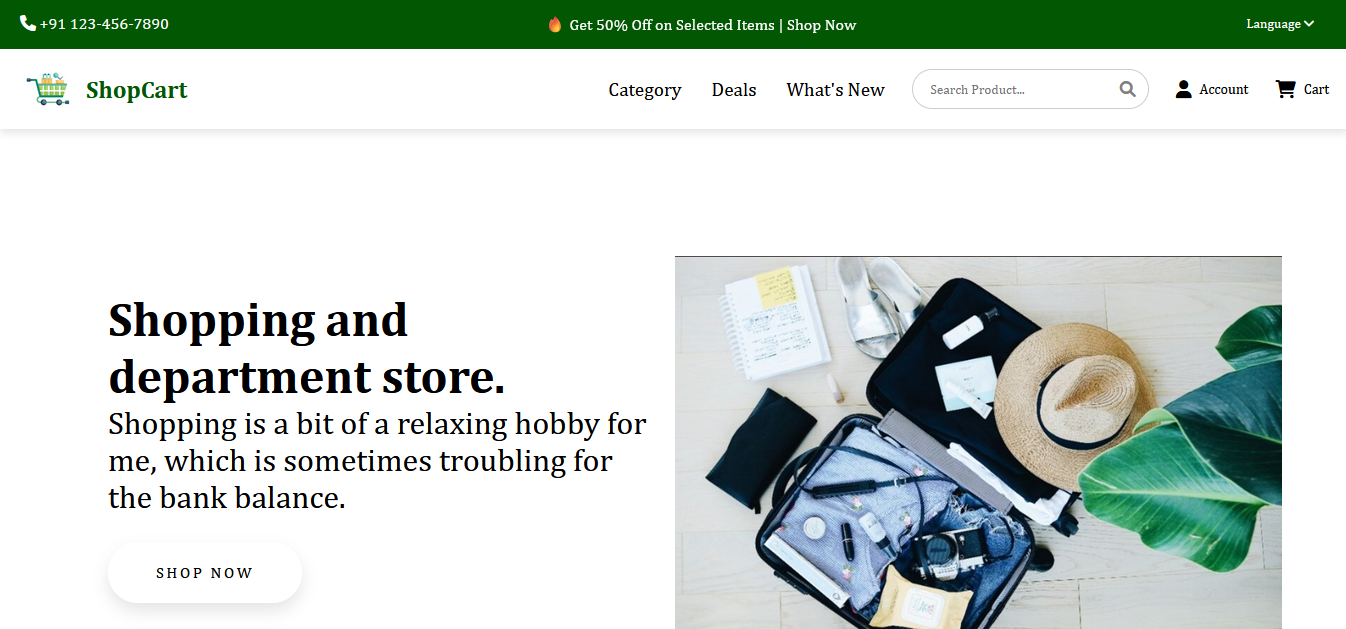 +91 123-456-7890
🔥 Get 50% Off on Selected Items | Shop Now
Language
ShopCart
Category
Deals
What's New
Search Product...
Account
Cart
Shopping and
department store.
Shopping is a bit of a relaxing hobby for
me, which is sometimes troubling for
the bank balance.
SHOP NOW